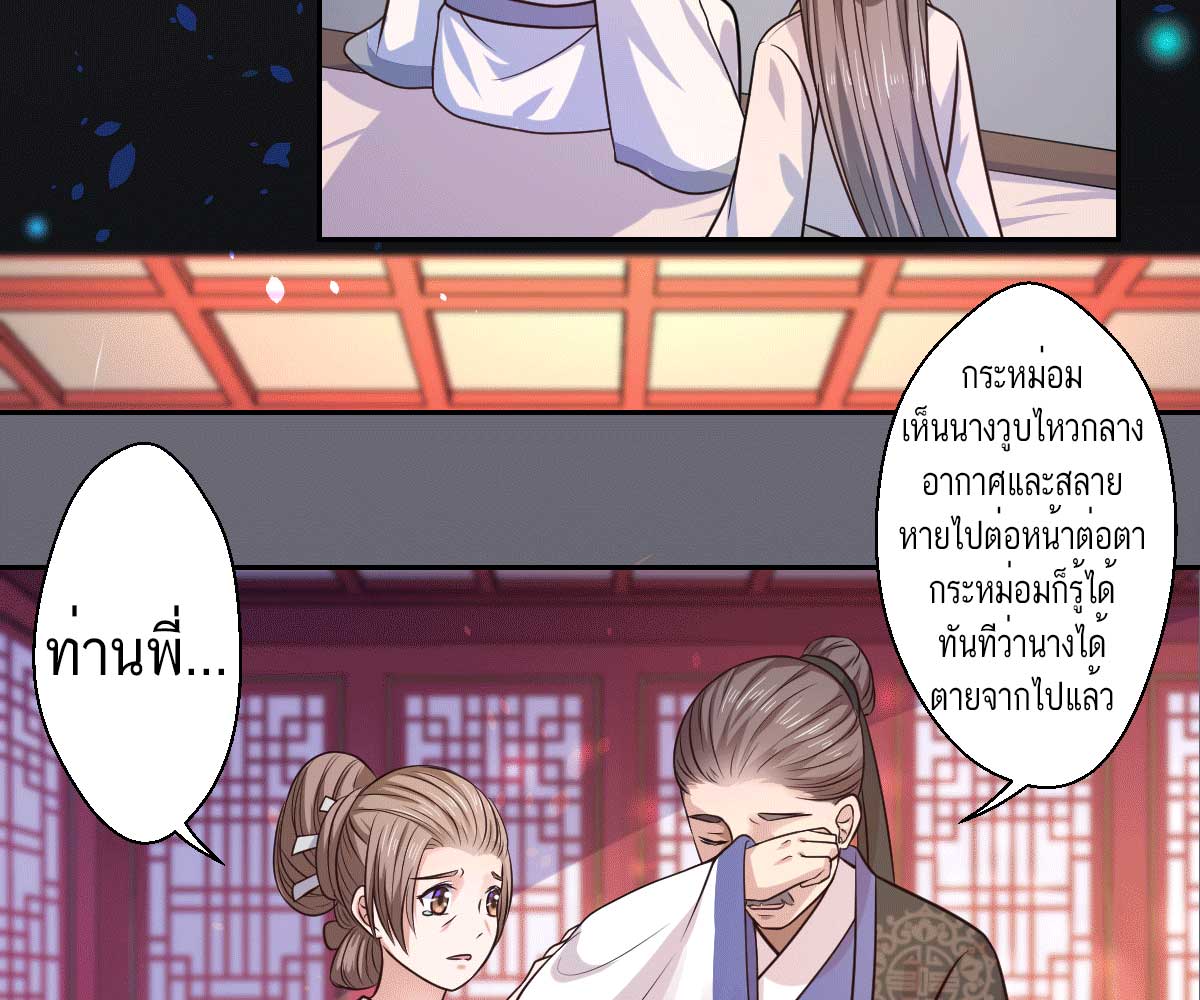 กระหม่อม
เห็นนางวูบไหวกลาง
อากาศและสลาย
หายไปต่อหน้าต่อตา
กระหม่อมก็รู้ได้
ทันทีว่านางได้
ตายจากไปแล้ว
ท่านพี่...